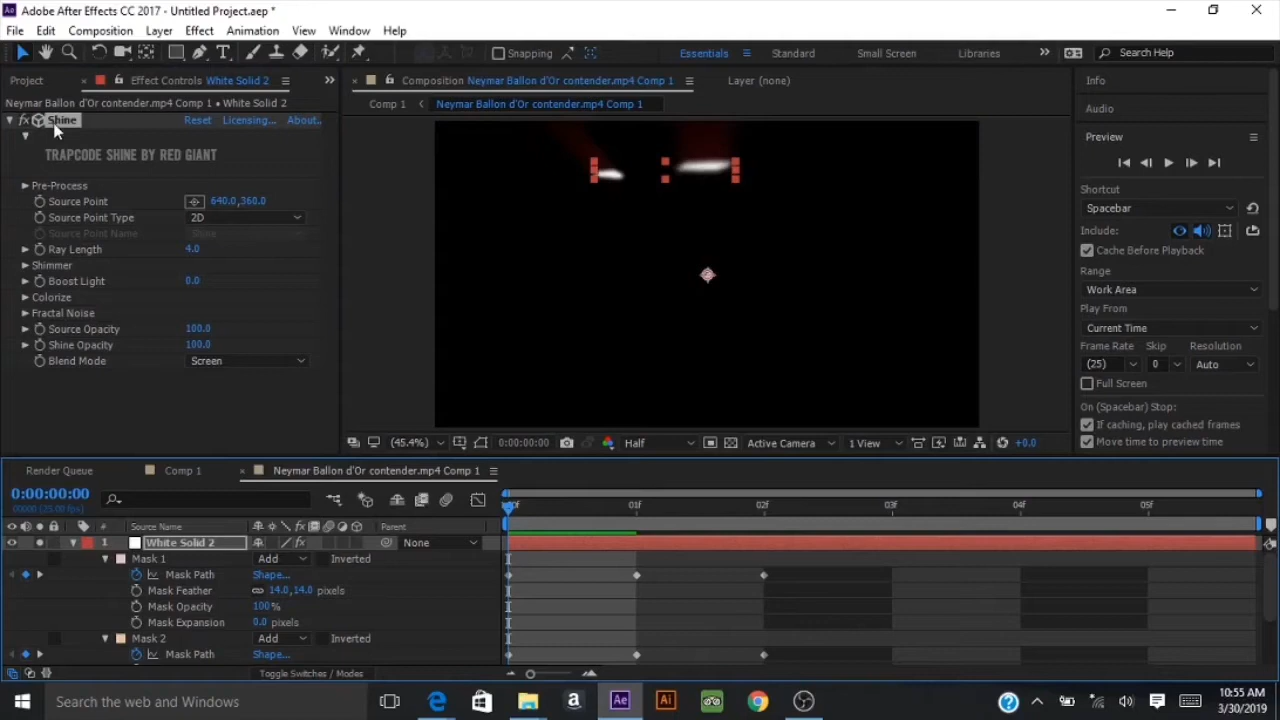 Adobe After Effects CC 2017 - Untitled Project.aep *
File Edit Composition Layer Effect Animation View Window Help
Snapping Essentials Standard Small Screen Libraries Search Help
Project Effect Controls White Solid 2
Composition Neymar Ballon d'Or contender.mp4 Comp 1 Layer (none)
Neymar Ballon d'Or contender.mp4 Comp 1 • White Solid 2
Comp 1 Neymar Ballon d'Or contender.mp4 Comp 1
fx Shine Reset Licensing... About..
TRAPCODE SHINE BY RED GIANT
Pre-Process
Source Point 640.0,360.0
Source Point Type 2D
Source Point Name
Ray Length 4.0
Shimmer
Boost Light 0.0
Colorize
Fractal Noise
Source Opacity 100.0
Shine Opacity 100.0
Blend Mode Screen
(45.4%) 0:00:00:00 Half Active Camera 1 View +0.0
Info
Audio
Preview
Shortcut
Spacebar
Include:
Cache Before Playback
Range
Work Area
Play From
Current Time
Frame Rate Skip Resolution
(25) 0 Auto
Full Screen
On (Spacebar) Stop:
If caching, play cached frames
Move time to preview time
Render Queue Comp 1 Neymar Ballon d'Or contender.mp4 Comp 1
0:00:00:00
00000 (25.00 fps)
01f 02f 03f 04f 05f
# Source Name fx Parent
1 White Solid 2 fx None
Mask 1 Add Inverted
Mask Path Shape...
Mask Feather 14.0,14.0 pixels
Mask Opacity 100%
Mask Expansion 0.0 pixels
Mask 2 Add Inverted
Mask Path Shape...
Toggle Switches / Modes
Search the web and Windows
Ae
Ai
10:55 AM
3/30/2019